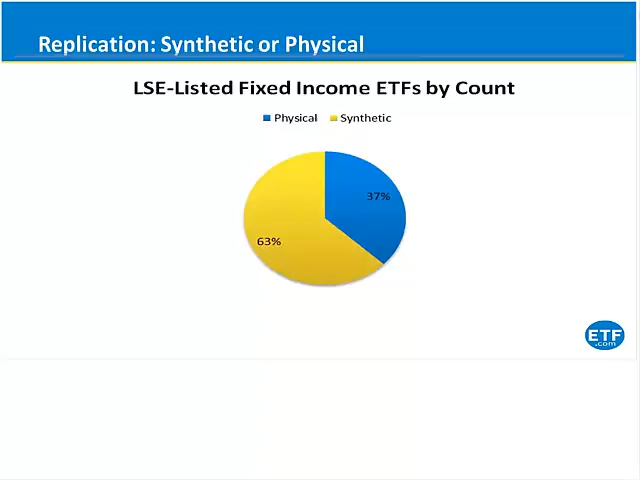 Replication: Synthetic or Physical
LSE-Listed Fixed Income ETFs by Count
Physical Synthetic
37%
63%
ETF
.com